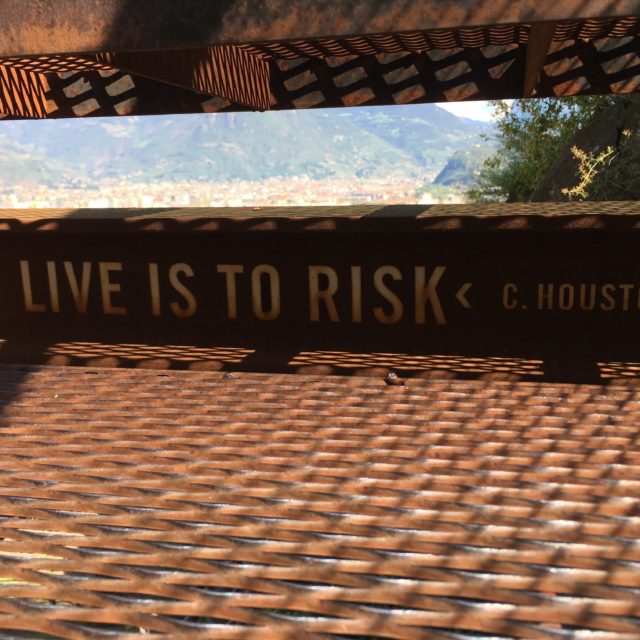 LIVE IS TO RISK‹ C. HOUST